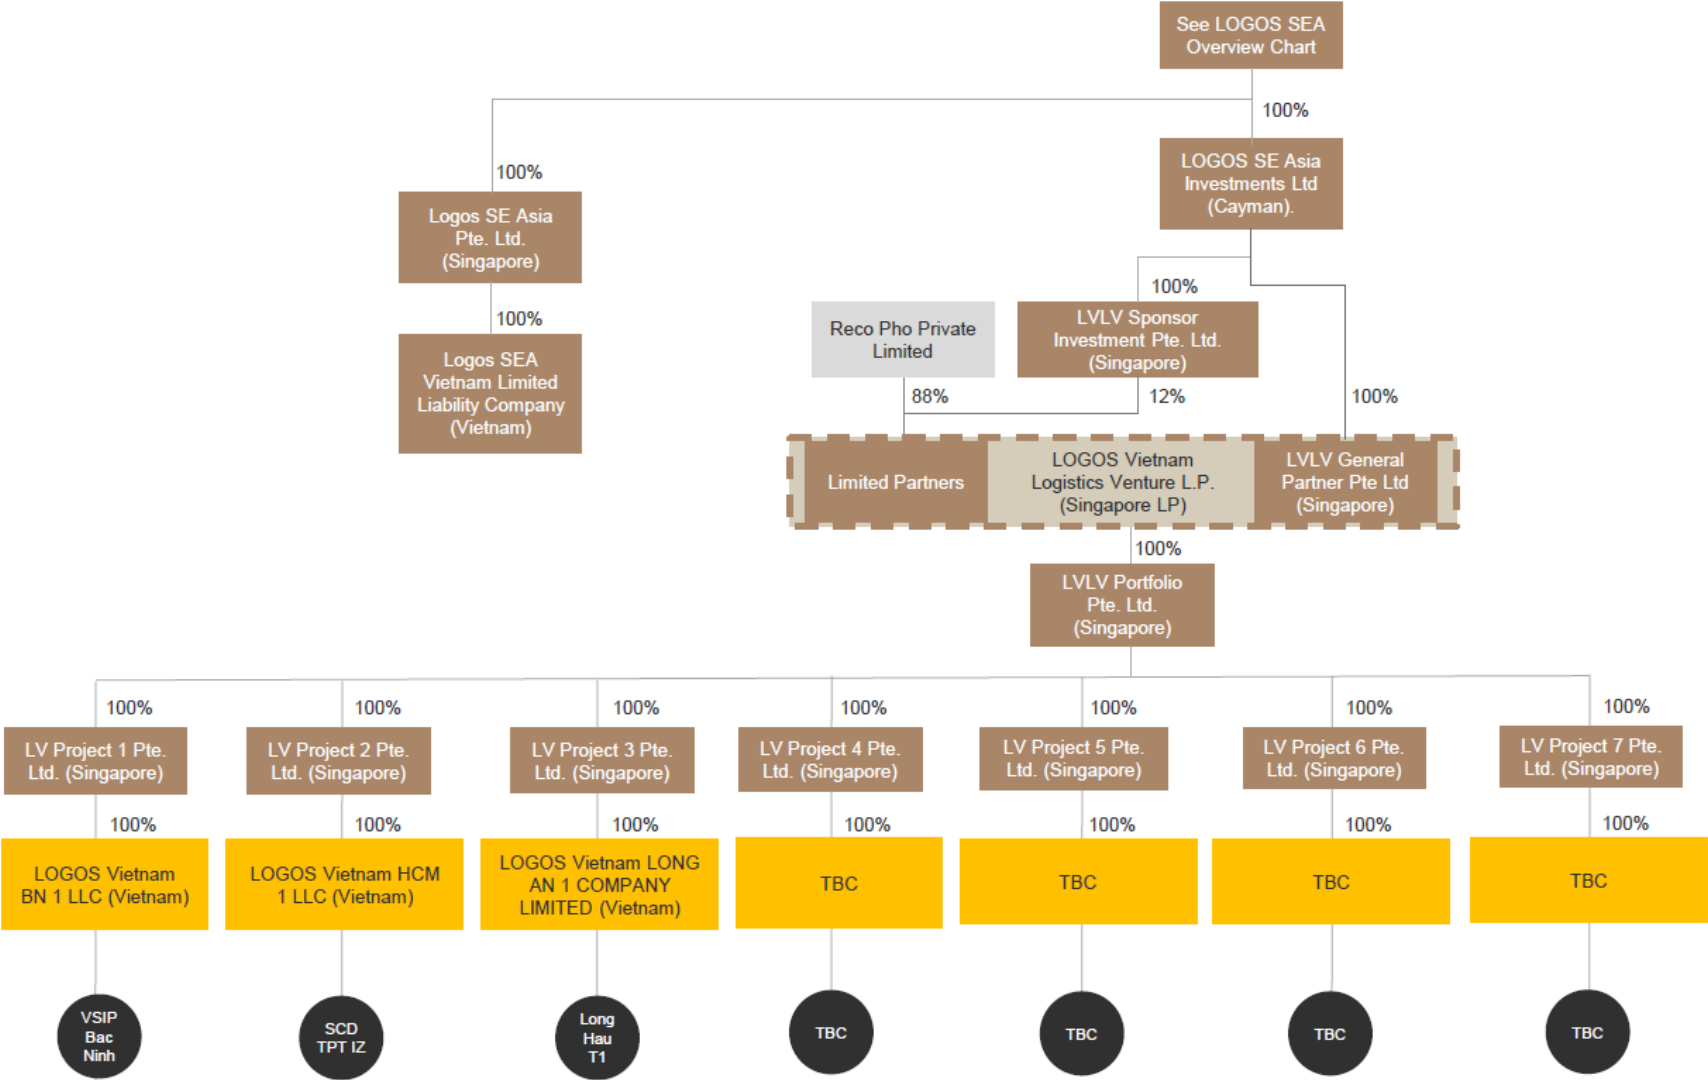 See LOGOS SEA
Overview Chart
100%
LOGOS SE Asia
Investments Ltd
(Cayman).
100%
Logos SE Asia
Pte. Ltd.
(Singapore)
100%
Logos SEA
Vietnam Limited
Liability Company
(Vietnam)
100%
Reco Pho Private
Limited
LVLV Sponsor
Investment Pte. Ltd.
(Singapore)
88%
12%
100%
Limited Partners
LOGOS Vietnam
Logistics Venture L.P.
(Singapore LP)
LVLV General
Partner Pte Ltd
(Singapore)
100%
LVLV Portfolio
Pte. Ltd.
(Singapore)
100%
100%
100%
100%
100%
100%
100%
LV Project 1 Pte.
Ltd. (Singapore)
LV Project 2 Pte.
Ltd. (Singapore)
LV Project 3 Pte.
Ltd. (Singapore)
LV Project 4 Pte.
Ltd. (Singapore)
LV Project 5 Pte.
Ltd. (Singapore)
LV Project 6 Pte.
Ltd. (Singapore)
LV Project 7 Pte.
Ltd. (Singapore)
100%
100%
100%
100%
100%
100%
100%
LOGOS Vietnam
BN 1 LLC (Vietnam)
LOGOS Vietnam HCM
1 LLC (Vietnam)
LOGOS Vietnam LONG
AN 1 COMPANY
LIMITED (Vietnam)
TBC
TBC
TBC
TBC
VSIP
Bac
Ninh
SCD
TPT IZ
Long
Hau
T1
TBC
TBC
TBC
TBC